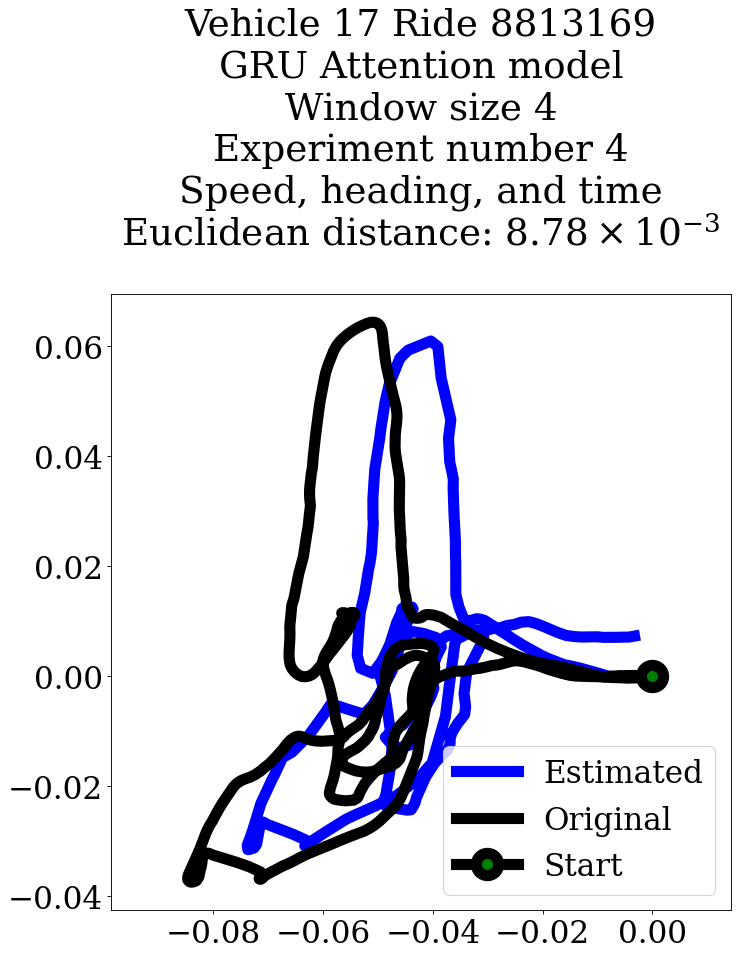 Vehicle 17 Ride 8813169
GRU Attention model
Window size 4
Experiment number 4
Speed, heading, and time
Euclidean distance: 8.78 × 10⁻³
0.06
0.04
0.02
0.00
−0.02
−0.04
Estimated
Original
Start
−0.08 −0.06 −0.04 −0.02 0.00